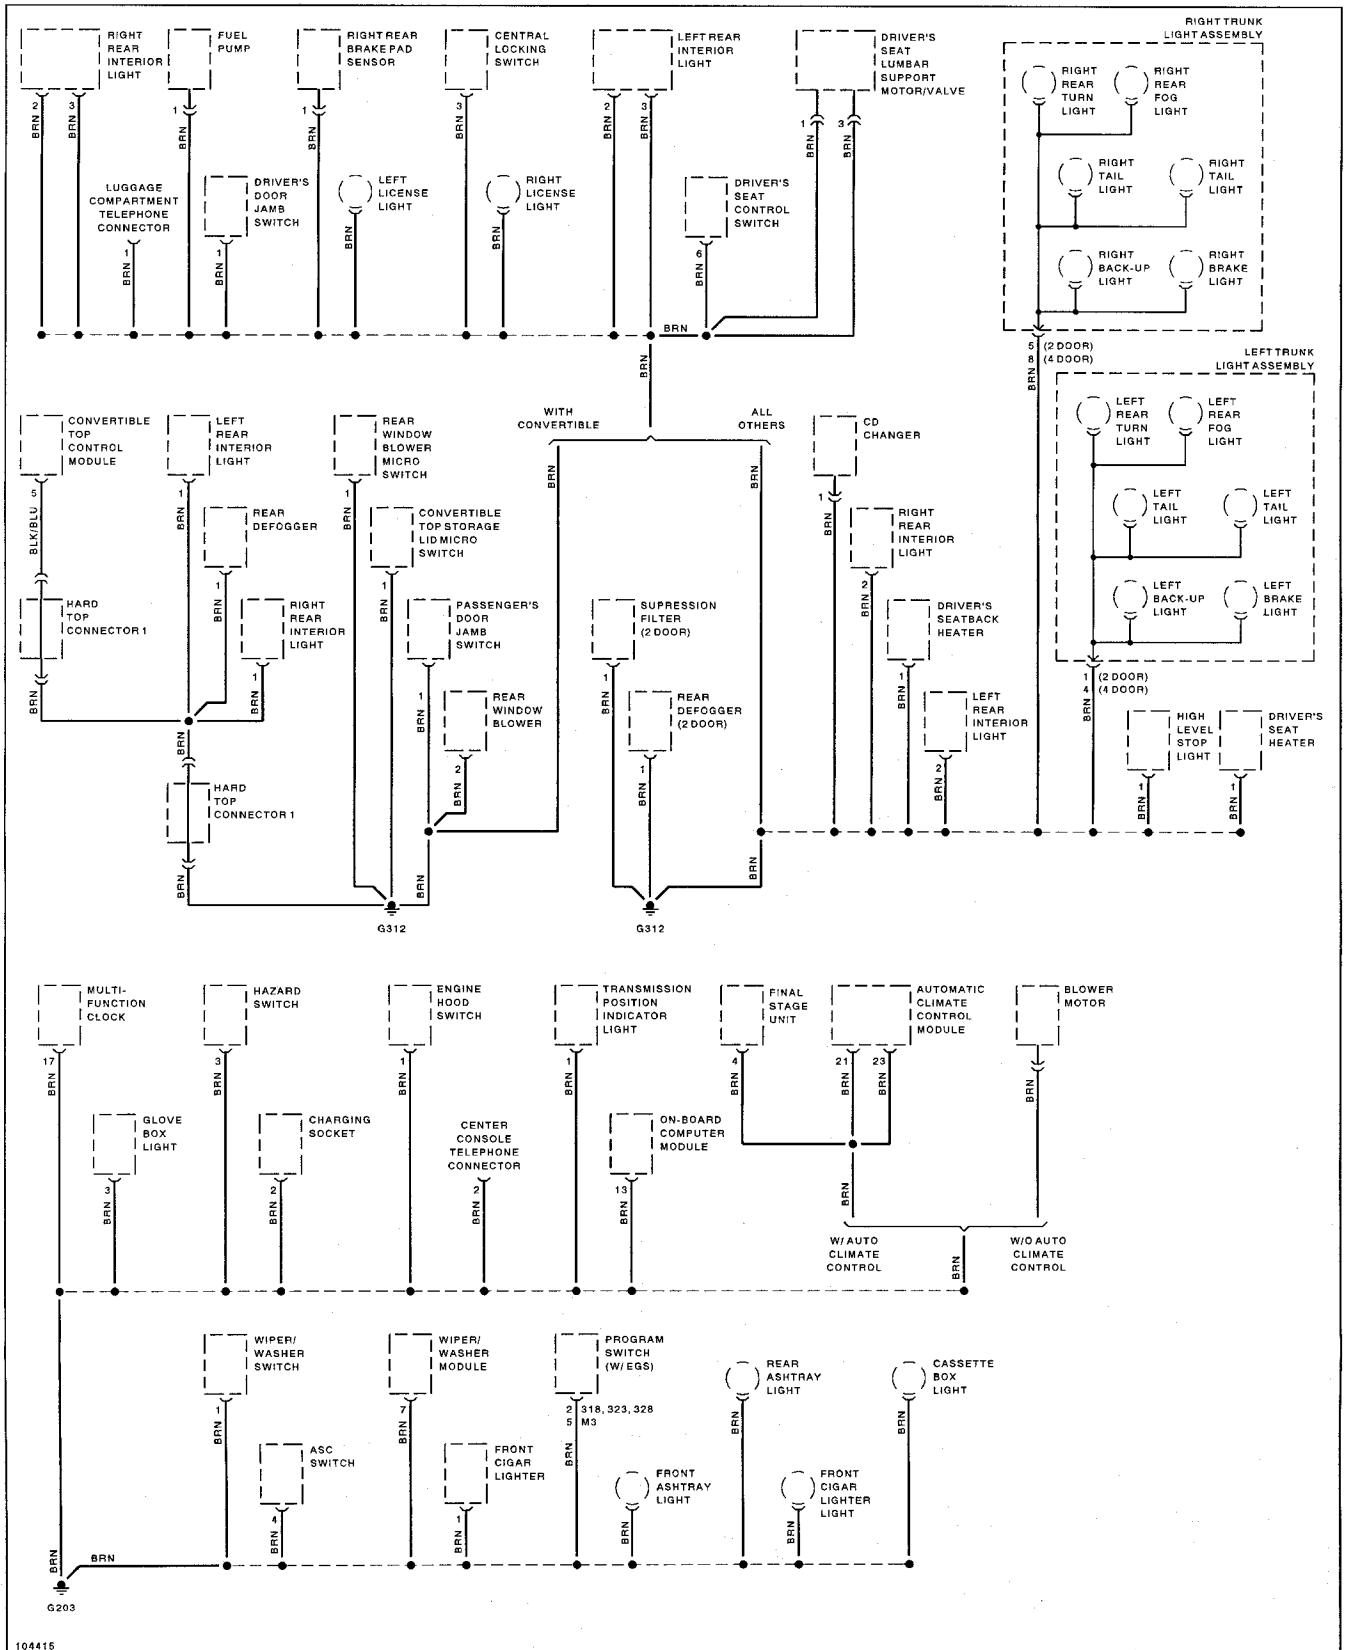 RIGHT
REAR
INTERIOR
LIGHT
FUEL
PUMP
RIGHT REAR
BRAKE PAD
SENSOR
CENTRAL
LOCKING
SWITCH
LEFT REAR
INTERIOR
LIGHT
DRIVER'S
SEAT
LUMBAR
SUPPORT
MOTOR/VALVE
RIGHT TRUNK
LIGHT ASSEMBLY
RIGHT
REAR
TURN
LIGHT
RIGHT
REAR
FOG
LIGHT
2
BRN
3
BRN
1
BRN
1
BRN
3
BRN
2
BRN
3
BRN
1
BRN
3
BRN
LUGGAGE
COMPARTMENT
TELEPHONE
CONNECTOR
1
BRN
DRIVER'S
DOOR
JAMB
SWITCH
1
BRN
LEFT
LICENSE
LIGHT
BRN
RIGHT
LICENSE
LIGHT
BRN
DRIVER'S
SEAT
CONTROL
SWITCH
6
BRN
RIGHT
TAIL
LIGHT
RIGHT
TAIL
LIGHT
RIGHT
BACK-UP
LIGHT
RIGHT
BRAKE
LIGHT
BRN
BRN
5 (2 DOOR)
8 (4 DOOR)
BRN
LEFT TRUNK
LIGHT ASSEMBLY
CONVERTIBLE
TOP
CONTROL
MODULE
LEFT
REAR
INTERIOR
LIGHT
REAR
WINDOW
BLOWER
MICRO
SWITCH
WITH
CONVERTIBLE
ALL
OTHERS
CD
CHANGER
LEFT
REAR
TURN
LIGHT
LEFT
REAR
FOG
LIGHT
5
BLK/BLU
1
BRN
1
BRN
BRN
BRN
1
BRN
REAR
DEFOGGER
1
BRN
CONVERTIBLE
TOP STORAGE
LID MICRO
SWITCH
1
BRN
RIGHT
REAR
INTERIOR
LIGHT
2
BRN
LEFT
TAIL
LIGHT
LEFT
TAIL
LIGHT
HARD
TOP
CONNECTOR 1
BRN
RIGHT
REAR
INTERIOR
LIGHT
1
BRN
PASSENGER'S
DOOR
JAMB
SWITCH
1
BRN
SUPRESSION
FILTER
(2 DOOR)
1
BRN
DRIVER'S
SEATBACK
HEATER
1
BRN
LEFT
BACK-UP
LIGHT
LEFT
BRAKE
LIGHT
1 (2 DOOR)
4 (4 DOOR)
BRN
BRN
REAR
WINDOW
BLOWER
2
BRN
REAR
DEFOGGER
(2 DOOR)
1
BRN
LEFT
REAR
INTERIOR
LIGHT
2
BRN
HIGH
LEVEL
STOP
LIGHT
1
BRN
DRIVER'S
SEAT
HEATER
1
BRN
HARD
TOP
CONNECTOR 1
BRN
BRN
BRN
G312
G312
MULTI-
FUNCTION
CLOCK
HAZARD
SWITCH
ENGINE
HOOD
SWITCH
TRANSMISSION
POSITION
INDICATOR
LIGHT
FINAL
STAGE
UNIT
AUTOMATIC
CLIMATE
CONTROL
MODULE
BLOWER
MOTOR
17
BRN
3
BRN
1
BRN
1
BRN
4
BRN
21
BRN
23
BRN
BRN
GLOVE
BOX
LIGHT
3
BRN
CHARGING
SOCKET
2
BRN
CENTER
CONSOLE
TELEPHONE
CONNECTOR
2
BRN
ON-BOARD
COMPUTER
MODULE
13
BRN
BRN
W/ AUTO
CLIMATE
CONTROL
BRN
W/O AUTO
CLIMATE
CONTROL
WIPER/
WASHER
SWITCH
WIPER/
WASHER
MODULE
PROGRAM
SWITCH
(W/ EGS)
REAR
ASHTRAY
LIGHT
CASSETTE
BOX
LIGHT
1
BRN
7
BRN
2 318, 323, 328
5 M3
BRN
BRN
BRN
ASC
SWITCH
4
BRN
FRONT
CIGAR
LIGHTER
1
BRN
FRONT
ASHTRAY
LIGHT
BRN
FRONT
CIGAR
LIGHTER
LIGHT
BRN
BRN
BRN
G203
104415